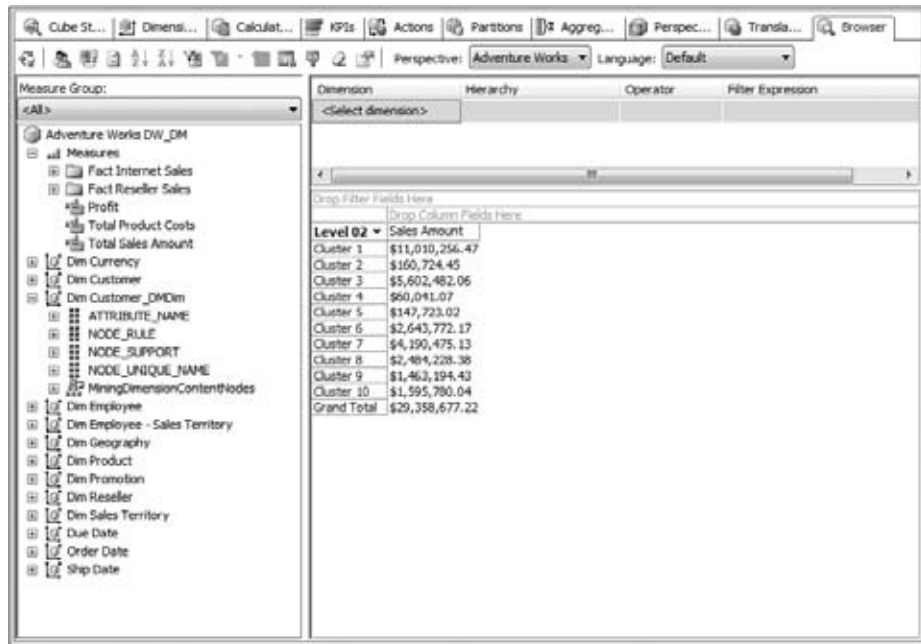 Cube St... Dimensi... Calculat... KPIs Actions Partitions Aggreg... Perspec... Transla... Browser
Perspective: Adventure Works Language: Default
Measure Group:
<All>
Adventure Works DW_DM
Measures
Fact Internet Sales
Fact Reseller Sales
Profit
Total Product Costs
Total Sales Amount
Dim Currency
Dim Customer
Dim Customer_DMDim
ATTRIBUTE_NAME
NODE_RULE
NODE_SUPPORT
NODE_UNIQUE_NAME
MiningDimensionContentNodes
Dim Employee
Dim Employee - Sales Territory
Dim Geography
Dim Product
Dim Promotion
Dim Reseller
Dim Sales Territory
Due Date
Order Date
Ship Date
Dimension Hierarchy Operator Filter Expression
<Select dimension>
Drop Filter Fields Here
Drop Column Fields Here
Level 02 Sales Amount
Cluster 1 $11,010,256.47
Cluster 2 $160,724.45
Cluster 3 $5,602,482.06
Cluster 4 $60,041.07
Cluster 5 $147,723.02
Cluster 6 $2,643,772.17
Cluster 7 $4,190,475.13
Cluster 8 $2,484,228.38
Cluster 9 $1,463,194.43
Cluster 10 $1,595,780.04
Grand Total $29,358,677.22